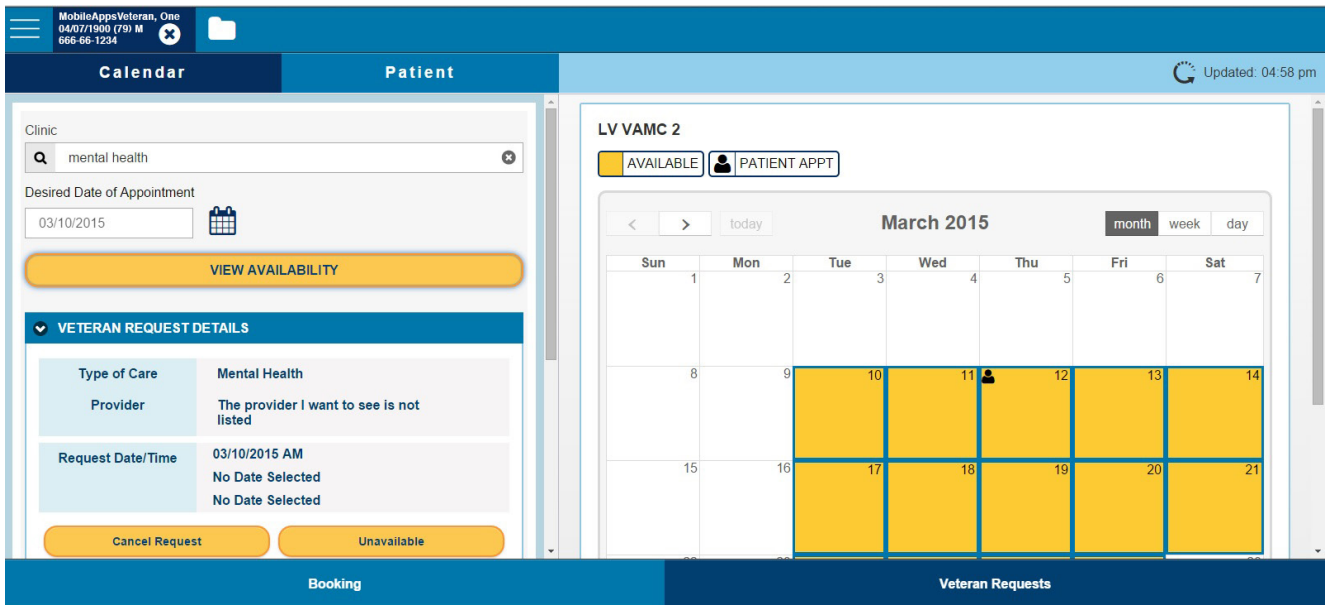 MobileAppsVeteran, One
04/07/1900 (79) M
666-66-1234
Calendar
Patient
Updated: 04:58 pm
Clinic
mental health
Desired Date of Appointment
03/10/2015
VIEW AVAILABILITY
VETERAN REQUEST DETAILS
Type of Care
Mental Health
Provider
The provider I want to see is not
listed
Request Date/Time
03/10/2015 AM
No Date Selected
No Date Selected
Cancel Request
Unavailable
LV VAMC 2
AVAILABLE
PATIENT APPT
< > today
March 2015
month week day
Sun Mon Tue Wed Thu Fri Sat
1 2 3 4 5 6 7
8 9 10 11 12 13 14
15 16 17 18 19 20 21
Booking
Veteran Requests